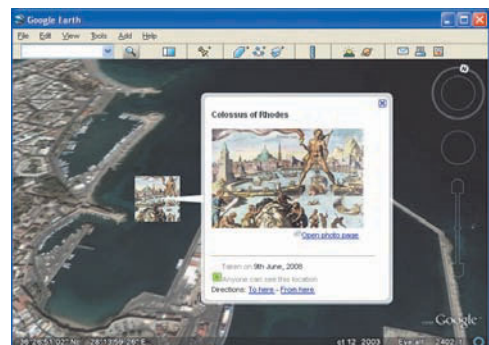 Google Earth
File Edit View Tools Add Help
Colossus of Rhodes
Open photo page
Taken on 9th June, 2008
Anyone can see this location
Directions: To here - From here
Google